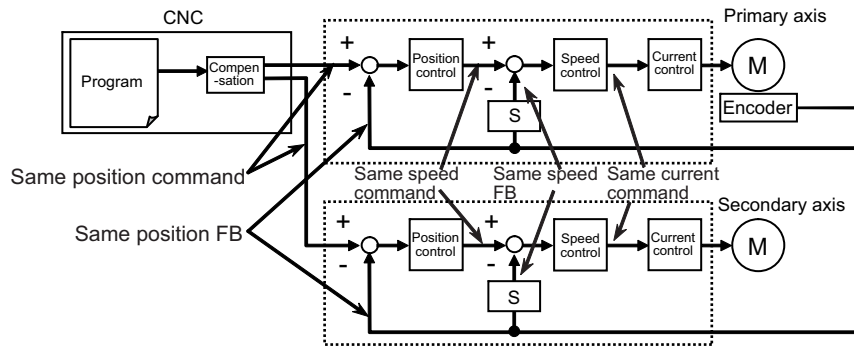 CNC
Primary axis
Program
Compen
-sation
+
-
Position
control
+
-
Speed
control
Current
control
M
Encoder
S
Same position command
Same speed
command
Same speed
FB
Same current
command
Same position FB
Secondary axis
+
-
Position
control
+
-
Speed
control
Current
control
M
S